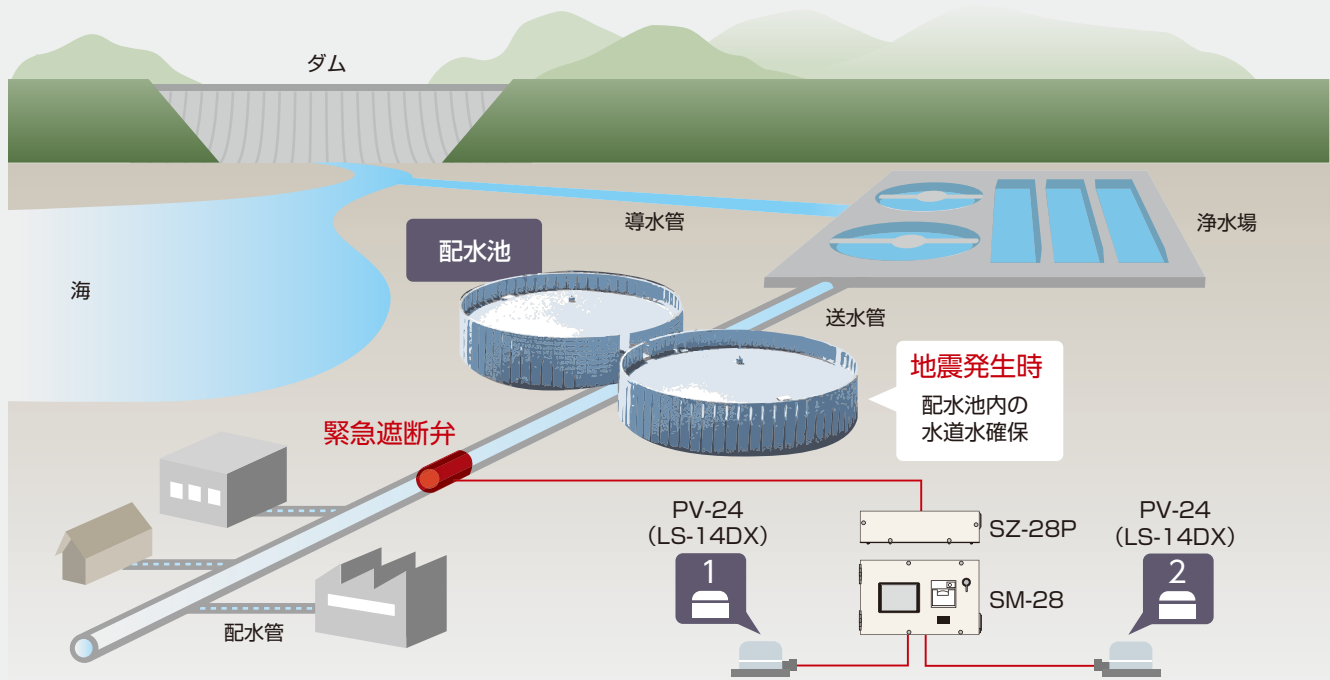 ダム
導水管
浄水場
配水池
海
送水管
地震発生時
配水池内の
水道水確保
緊急遮断弁
PV-24
（LS-14DX）
1
SZ-28P
SM-28
PV-24
（LS-14DX）
2
配水管